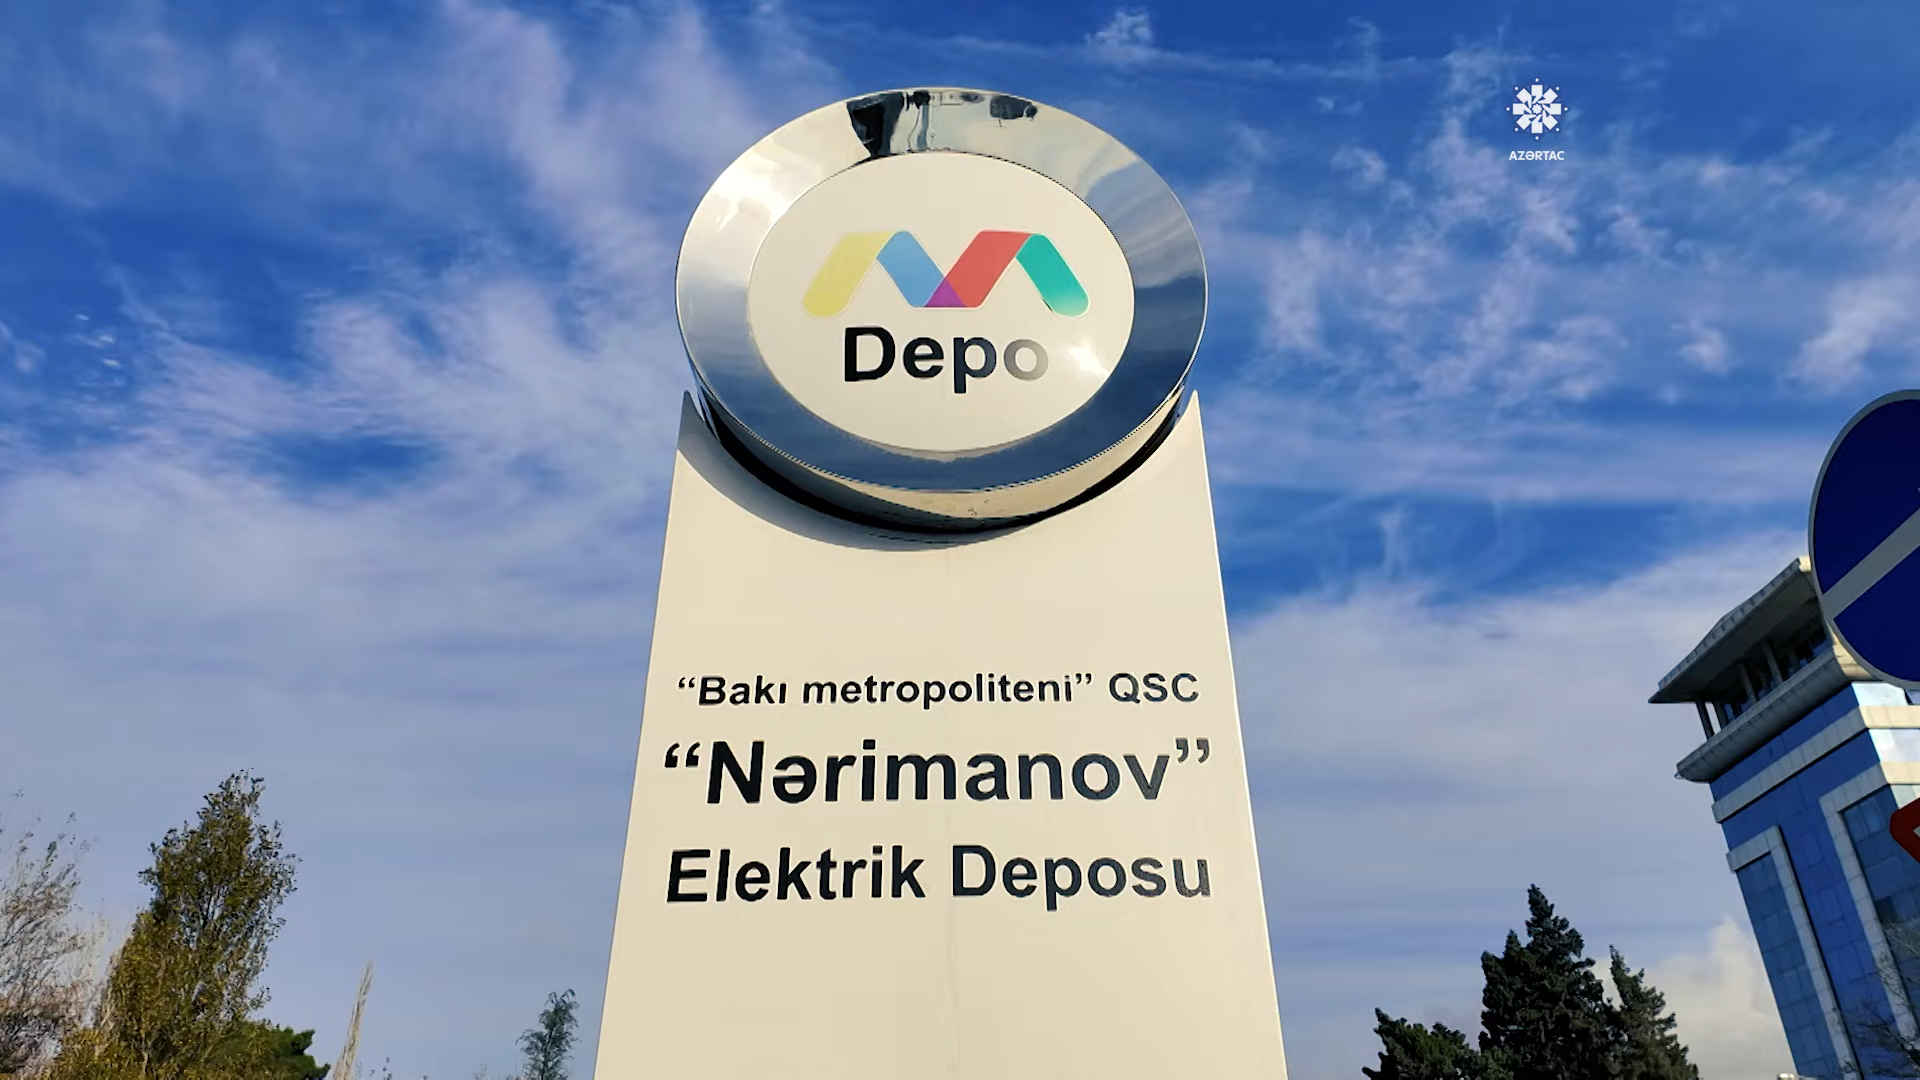 AZƏRTAC
Depo
“Bakı metropoliteni” QSC
“Nərimanov”
Elektrik Deposu